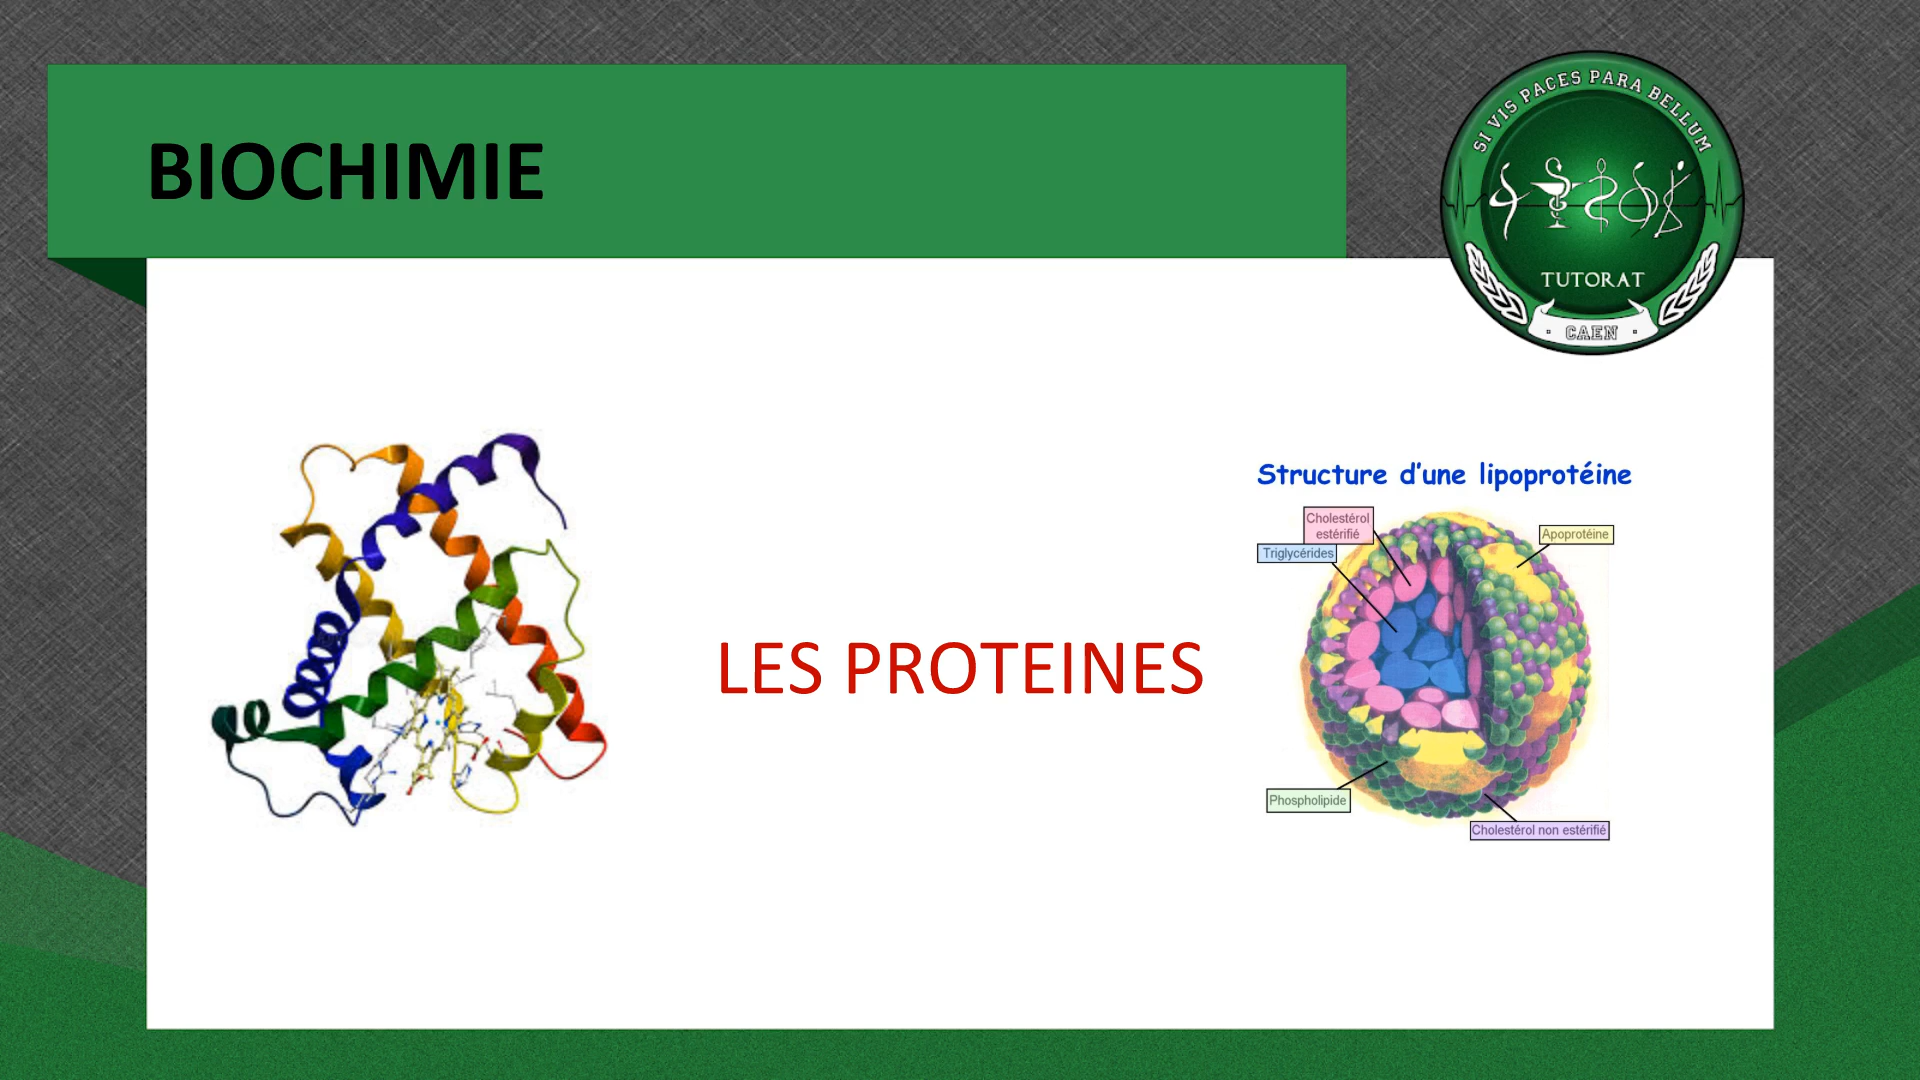 BIOCHIMIE
SI VIS PACES PARA BELLUM
TUTORAT
· CAEN ·
LES PROTEINES
Structure d'une lipoprotéine
Cholestérol
estérifié
Triglycérides
Apoprotéine
Phospholipide
Cholestérol non estérifié